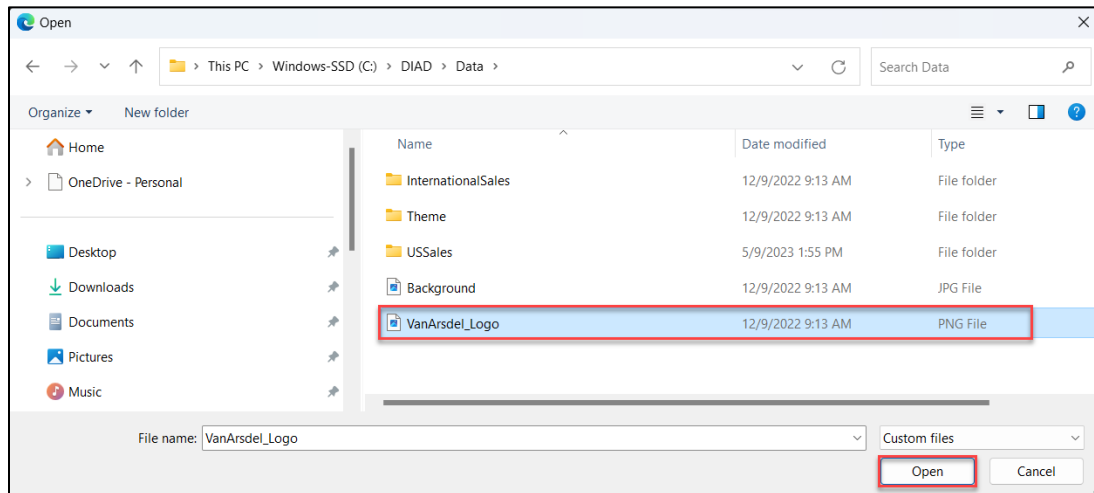 Open
This PC > Windows-SSD (C:) > DIAD > Data >
Search Data
Organize
New folder
Name Date modified Type
Home
OneDrive - Personal
Desktop
Downloads
Documents
Pictures
Music
InternationalSales 12/9/2022 9:13 AM File folder
Theme 12/9/2022 9:13 AM File folder
USSales 5/9/2023 1:55 PM File folder
Background 12/9/2022 9:13 AM JPG File
VanArsdel_Logo 12/9/2022 9:13 AM PNG File
File name: VanArsdel_Logo
Custom files
Open
Cancel